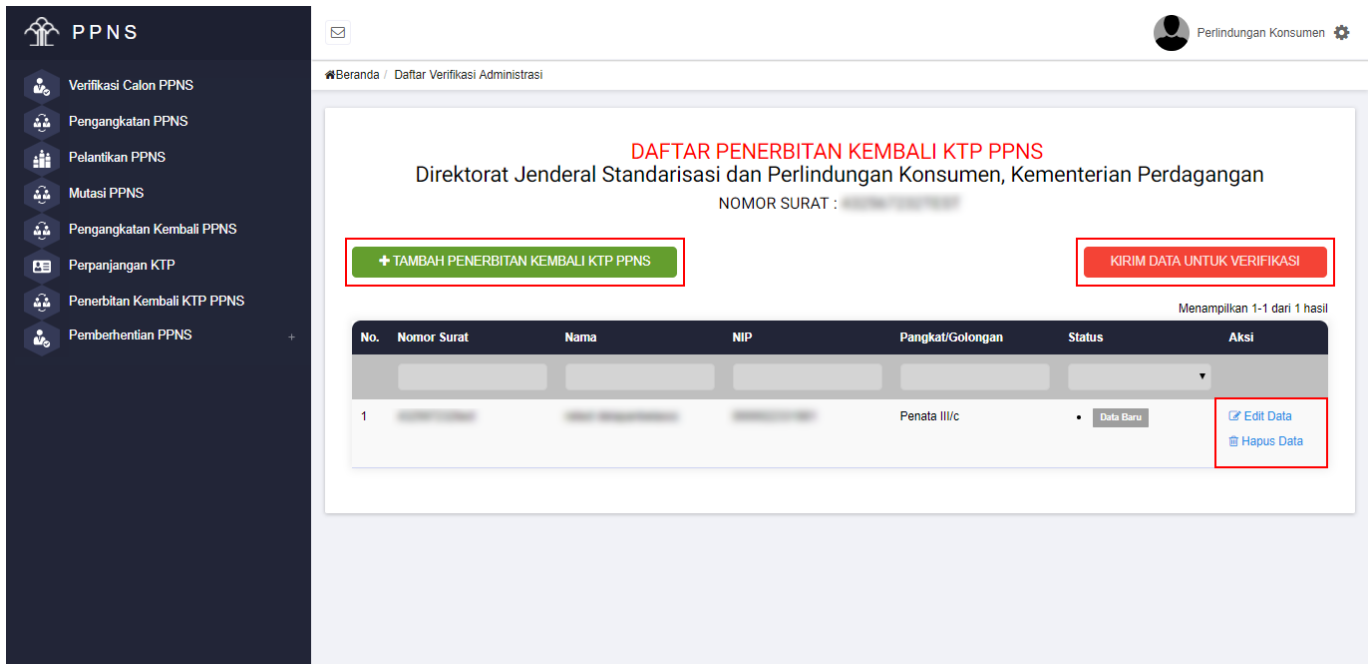 PPNS
Perlindungan Konsumen
Beranda / Daftar Verifikasi Administrasi
Verifikasi Calon PPNS
Pengangkatan PPNS
Pelantikan PPNS
Mutasi PPNS
Pengangkatan Kembali PPNS
Perpanjangan KTP
Penerbitan Kembali KTP PPNS
Pemberhentian PPNS +
DAFTAR PENERBITAN KEMBALI KTP PPNS
Direktorat Jenderal Standarisasi dan Perlindungan Konsumen, Kementerian Perdagangan
NOMOR SURAT :
+ TAMBAH PENERBITAN KEMBALI KTP PPNS
KIRIM DATA UNTUK VERIFIKASI
Menampilkan 1-1 dari 1 hasil
No. Nomor Surat Nama NIP Pangkat/Golongan Status Aksi
1 Penata III/c • Data Baru Edit Data
Hapus Data